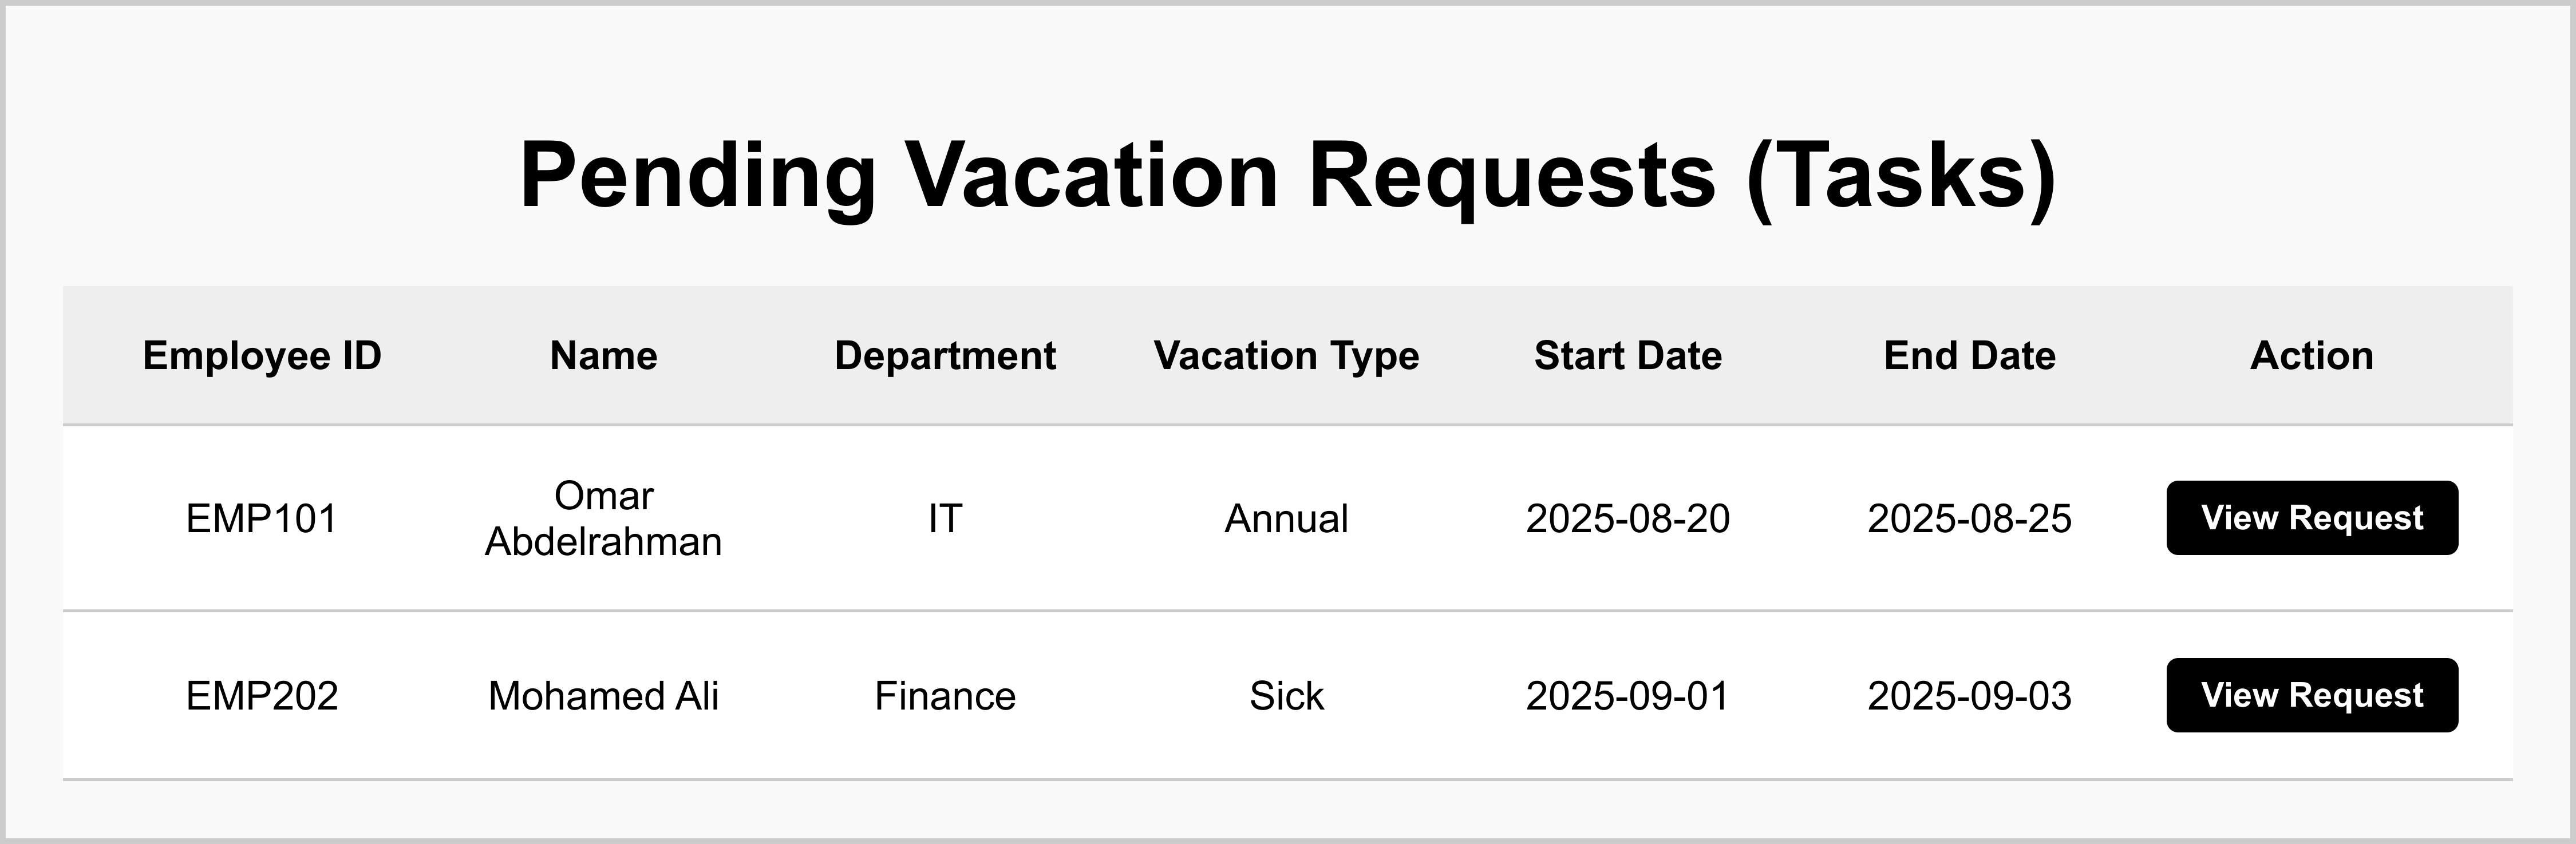 Pending Vacation Requests (Tasks)
Employee ID Name Department Vacation Type Start Date End Date Action
EMP101 Omar Abdelrahman IT Annual 2025-08-20 2025-08-25 View Request
EMP202 Mohamed Ali Finance Sick 2025-09-01 2025-09-03 View Request